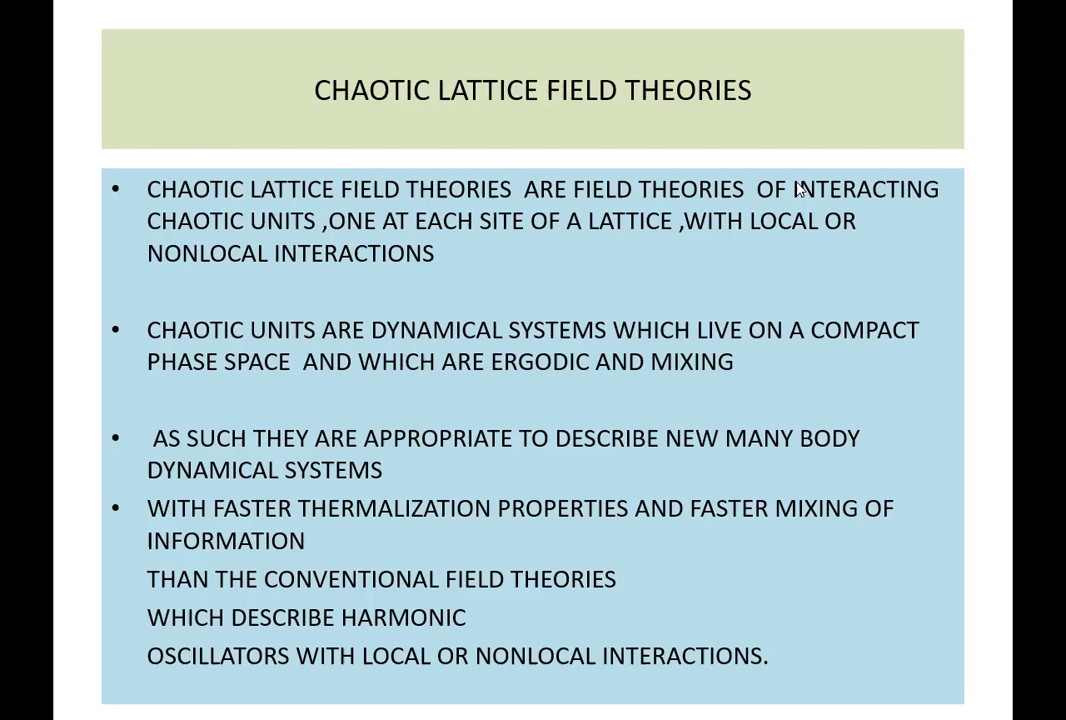 CHAOTIC LATTICE FIELD THEORIES
• CHAOTIC LATTICE FIELD THEORIES ARE FIELD THEORIES OF INTERACTING
CHAOTIC UNITS ,ONE AT EACH SITE OF A LATTICE ,WITH LOCAL OR
NONLOCAL INTERACTIONS
• CHAOTIC UNITS ARE DYNAMICAL SYSTEMS WHICH LIVE ON A COMPACT
PHASE SPACE AND WHICH ARE ERGODIC AND MIXING
• AS SUCH THEY ARE APPROPRIATE TO DESCRIBE NEW MANY BODY
DYNAMICAL SYSTEMS
• WITH FASTER THERMALIZATION PROPERTIES AND FASTER MIXING OF
INFORMATION
THAN THE CONVENTIONAL FIELD THEORIES
WHICH DESCRIBE HARMONIC
OSCILLATORS WITH LOCAL OR NONLOCAL INTERACTIONS.